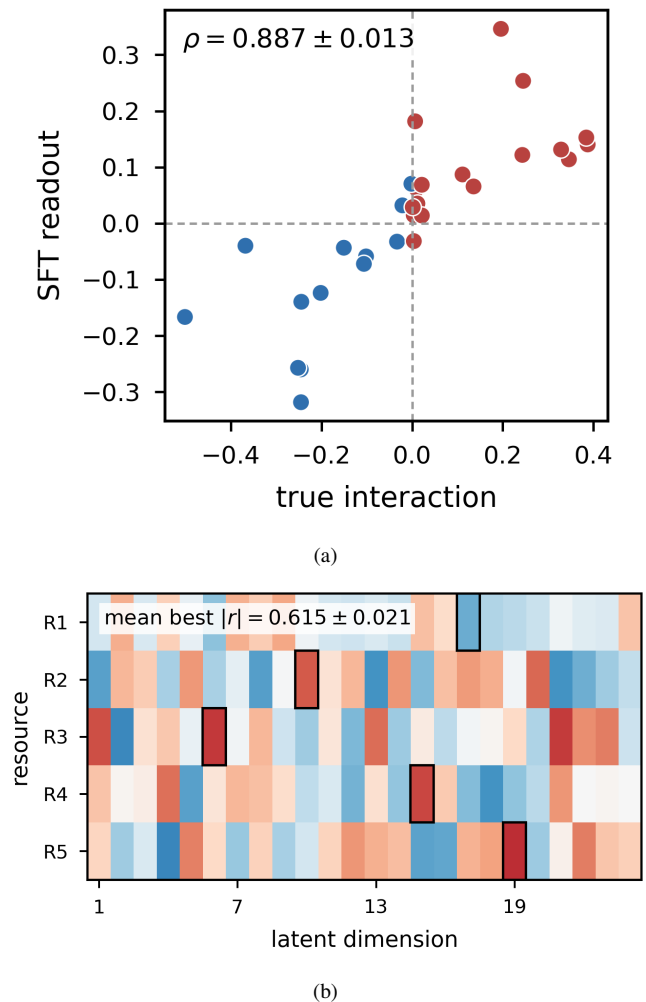 ρ = 0.887 ± 0.013
0.3
0.2
0.1
0.0
−0.1
−0.2
−0.3
SFT readout
−0.4 −0.2 0.0 0.2 0.4
true interaction
(a)
mean best |r| = 0.615 ± 0.021
R1
R2
R3
R4
R5
resource
1 7 13 19
latent dimension
(b)